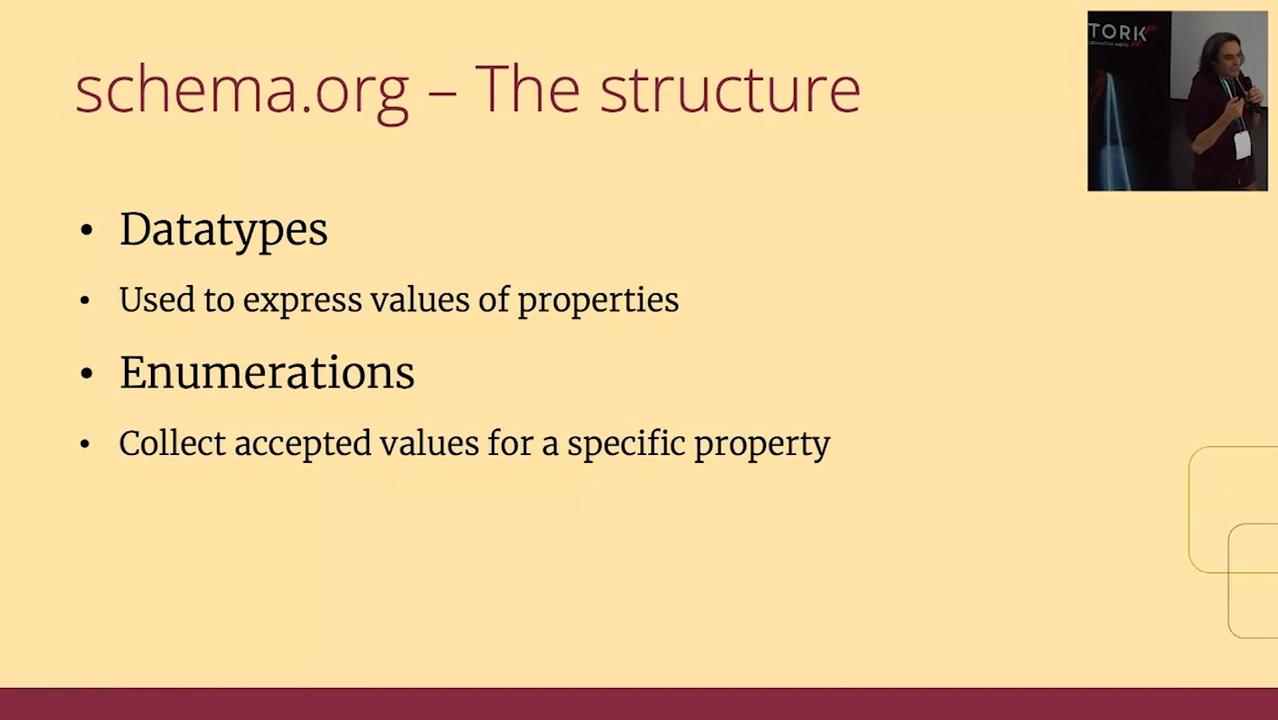 schema.org – The structure
TORK
• Datatypes
• Used to express values of properties
• Enumerations
• Collect accepted values for a specific property